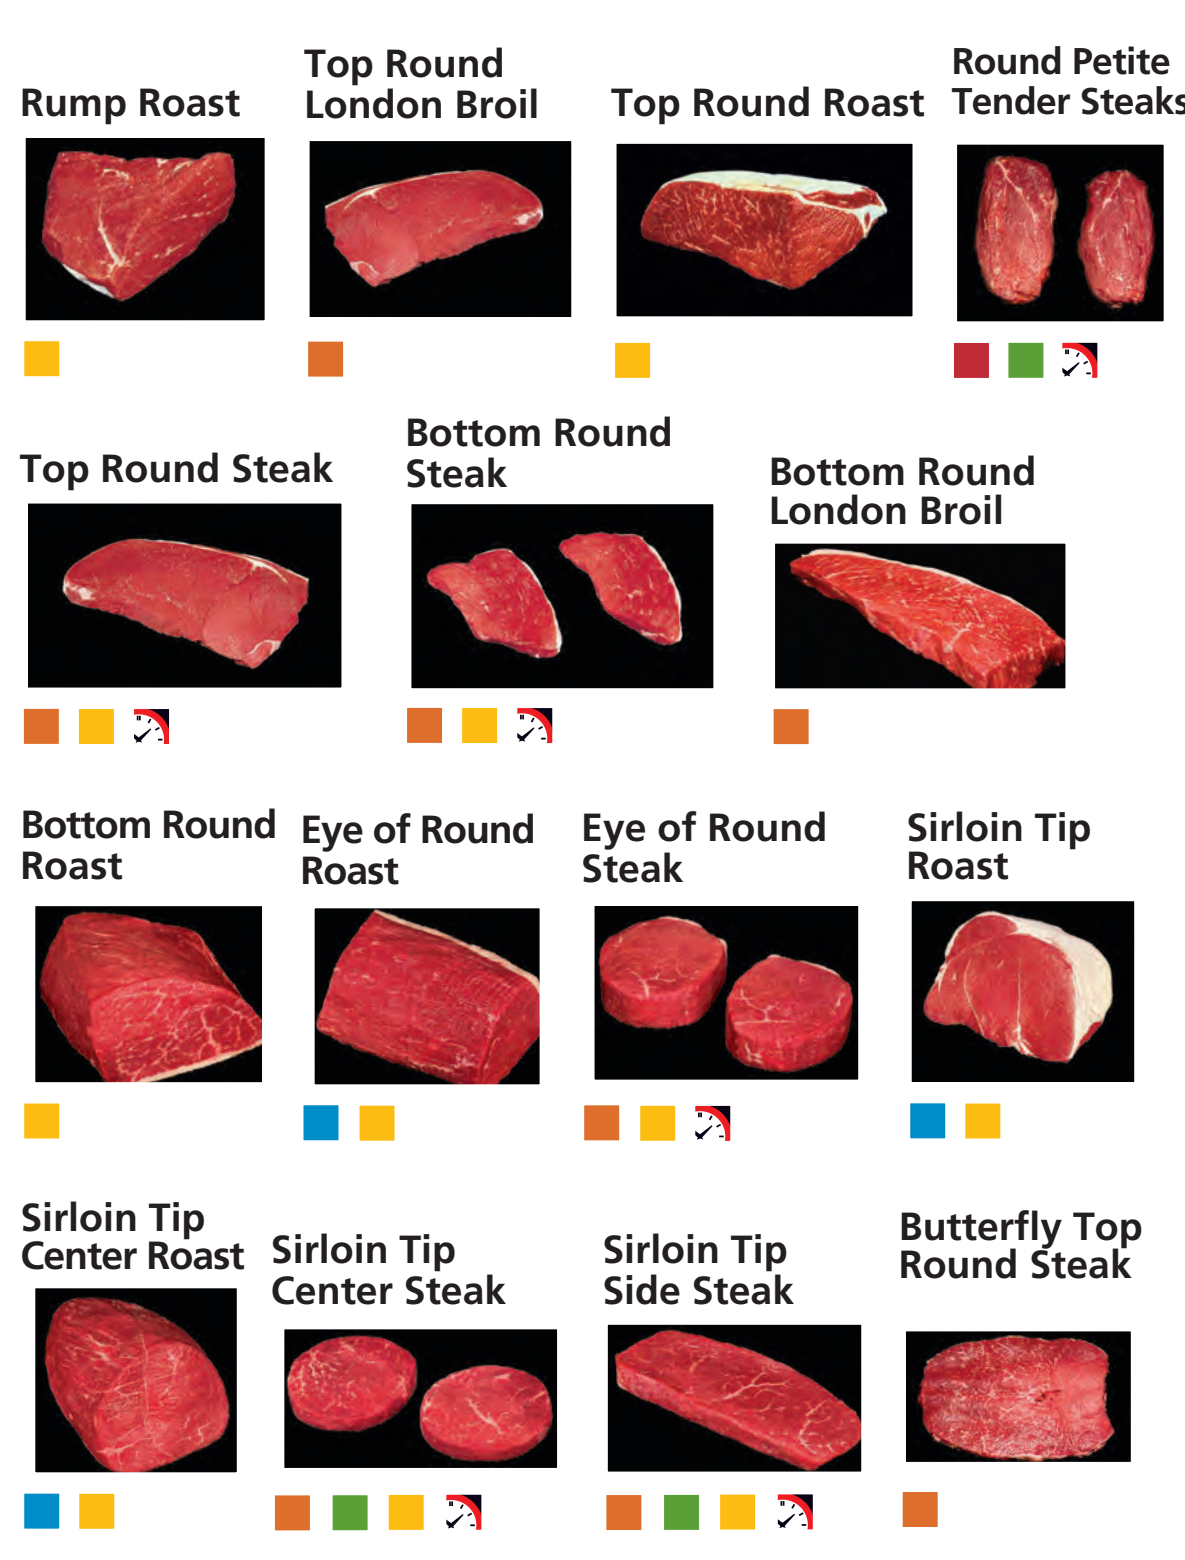 Rump Roast
Top Round
London Broil
Top Round Roast
Round Petite
Tender Steaks
Top Round Steak
Bottom Round
Steak
Bottom Round
London Broil
Bottom Round
Roast
Eye of Round
Roast
Eye of Round
Steak
Sirloin Tip
Roast
Sirloin Tip
Center Roast
Sirloin Tip
Center Steak
Sirloin Tip
Side Steak
Butterfly Top
Round Steak